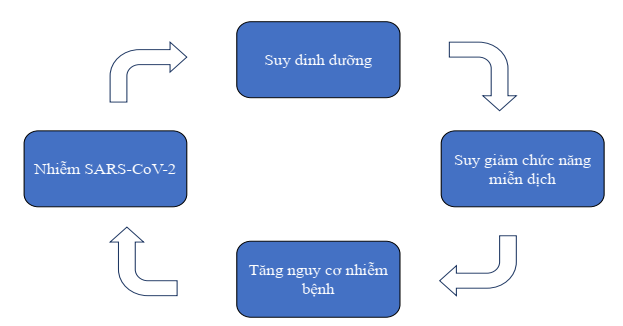 Suy dinh dưỡng
Suy giảm chức năng
miễn dịch
Tăng nguy cơ nhiễm
bệnh
Nhiễm SARS-CoV-2